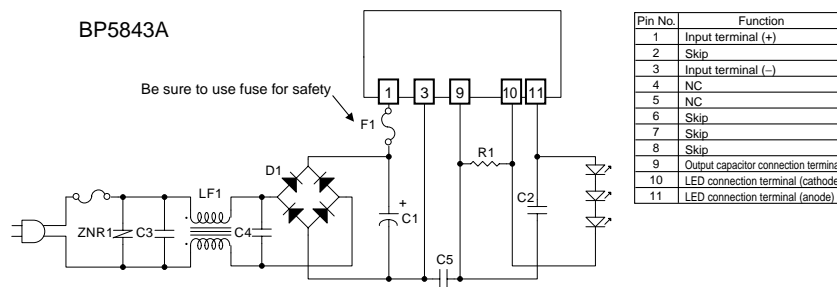 BP5843A
Be sure to use fuse for safety
F1
1
3
9
10
11
D1
R1
LF1
+
C1
C2
ZNR1
C3
C4
C5
Pin No. Function
1 Input terminal (+)
2 Skip
3 Input terminal (−)
4 NC
5 NC
6 Skip
7 Skip
8 Skip
9 Output capacitor connection termina
10 LED connection terminal (cathode
11 LED connection terminal (anode)